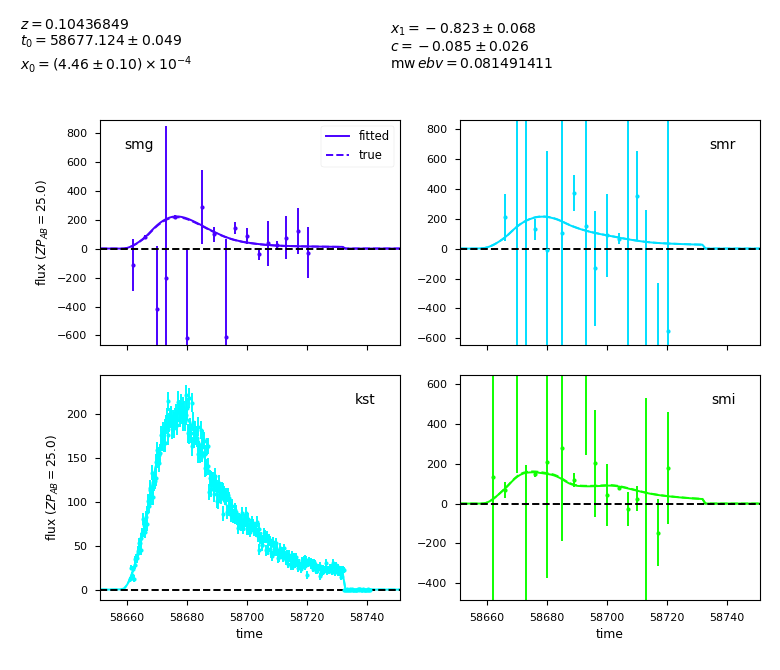 z = 0.10436849
t₀ = 58677.124 ± 0.049
x₀ = (4.46 ± 0.10) × 10⁻⁴
x₁ = −0.823 ± 0.068
c = −0.085 ± 0.026
mw ebv = 0.081491411
smg
fitted
true
flux (ZP_AB = 25.0)
800
600
400
200
0
−200
−400
−600
smr
800
600
400
200
0
−200
−400
−600
kst
flux (ZP_AB = 25.0)
200
150
100
50
0
58660 58680 58700 58720 58740
time
smi
600
400
200
0
−200
−400
58660 58680 58700 58720 58740
time